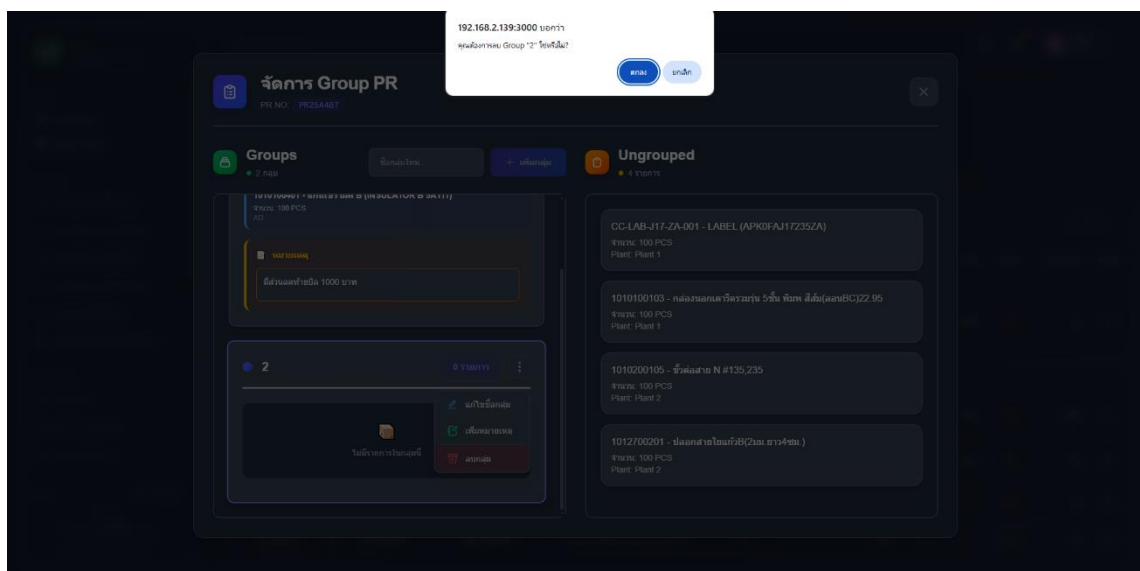 192.168.2.139:3000 บอกว่า
คุณต้องการลบ Group "2" ใช่หรือไม่?
ตกลง
ยกเลิก
จัดการ Group PR
PR NO: PR25A487
Groups
2 กลุ่ม
ชื่อกลุ่มใหม่...
เพิ่มกลุ่ม
Ungrouped
4 รายการ
จำนวน: 100 PCS
หมายเหตุ
มีส่วนลดท้ายบิล 1000 บาท
2
0 รายการ
แก้ไขชื่อกลุ่ม
เพิ่มหมายเหตุ
ลบกลุ่ม
ไม่มีรายการในกลุ่มนี้
CC-LAB-J17-ZA-001 - LABEL (APK0FAJ17235ZA)
จำนวน: 100 PCS
Plant: Plant 1
1010100103 - กล่องนอกเตารีดรวมรุ่น 5ชั้น พิมพ์ สีส้ม(ลอนBC)22.95
จำนวน: 100 PCS
Plant: Plant 1
1010200105 - ขั้วต่อสาย N #135,235
จำนวน: 100 PCS
Plant: Plant 2
1012700201 - ปลอกสายใยแก้วB(2มม.ยาว4ซม.)
จำนวน: 100 PCS
Plant: Plant 2